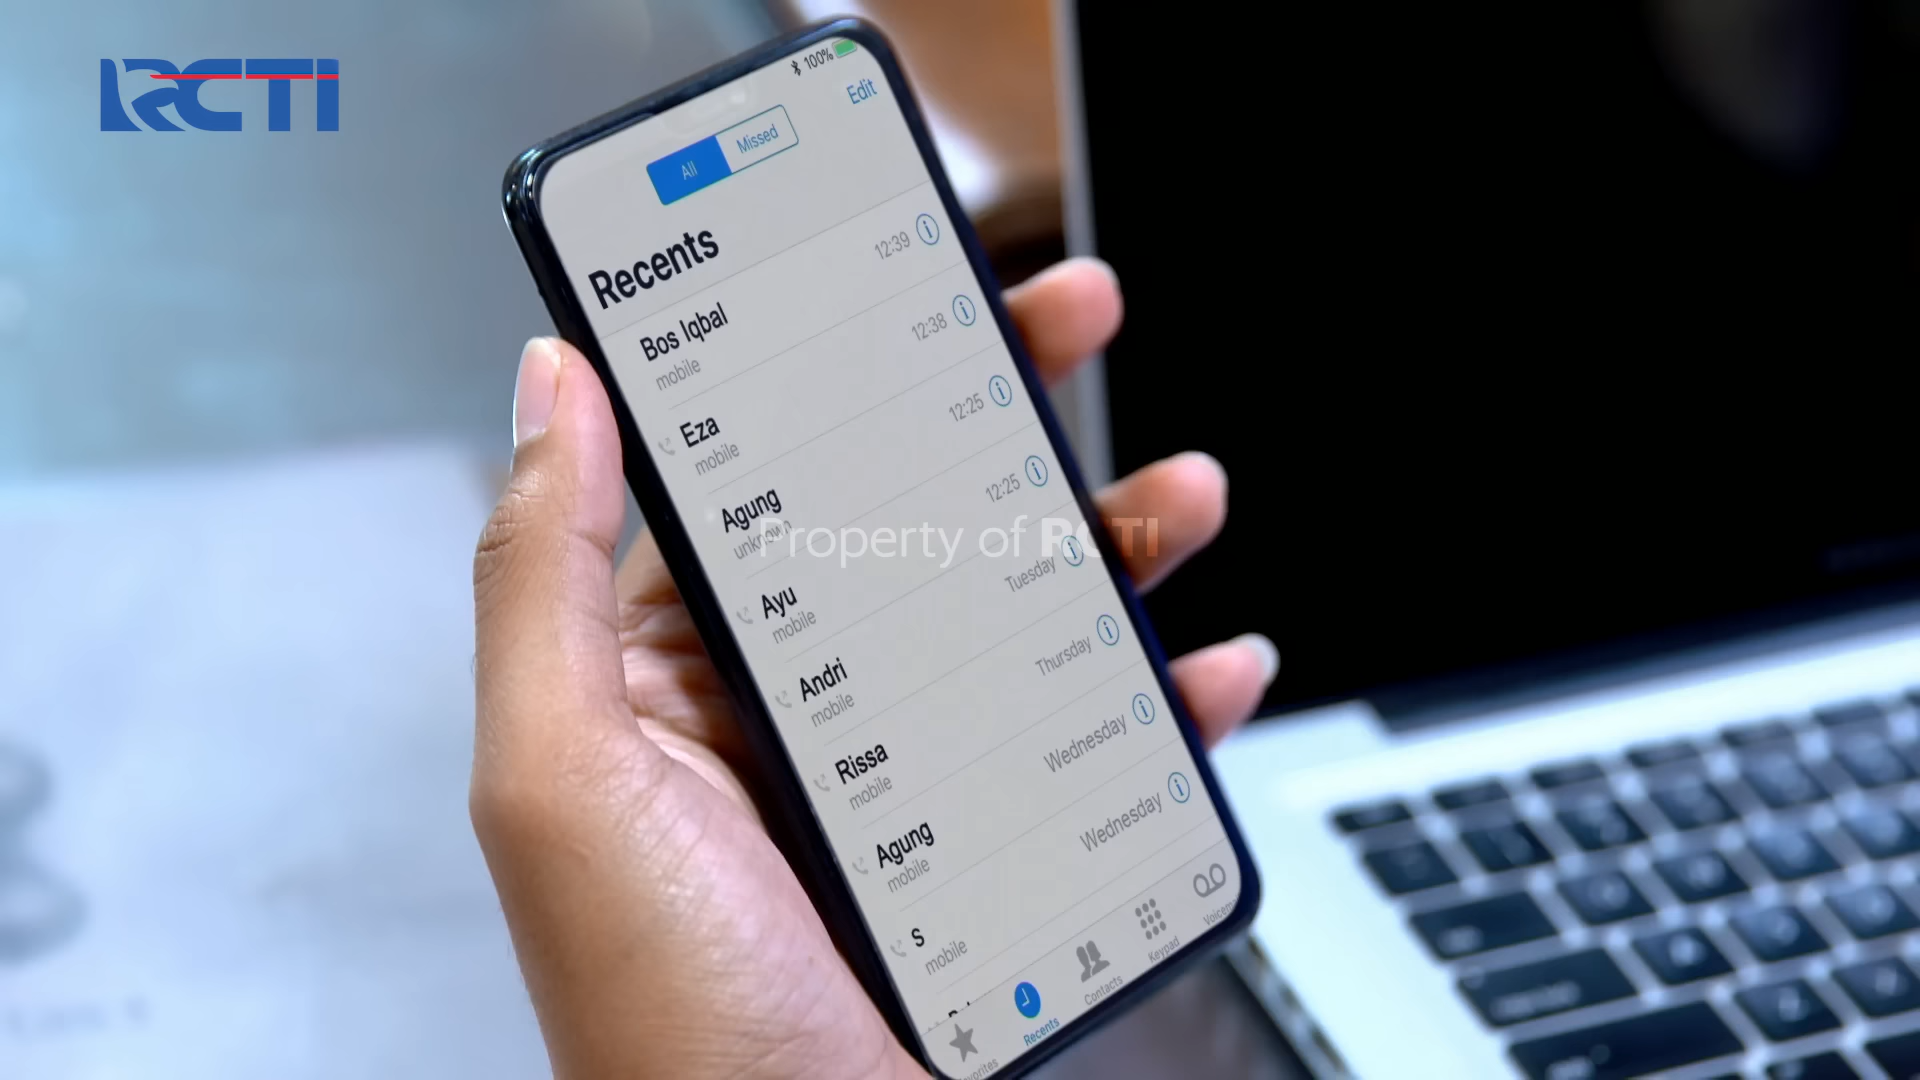 RCTI
100%
Edit
All Missed
Recents
Bos Iqbal 12:39
mobile
Eza 12:38
mobile
Agung 12:25
unknown
Ayu 12:25
mobile
Andri Tuesday
mobile
Rissa Thursday
mobile
Agung Wednesday
mobile
S Wednesday
mobile
Recents
Contacts
Keypad
Property of RCTI